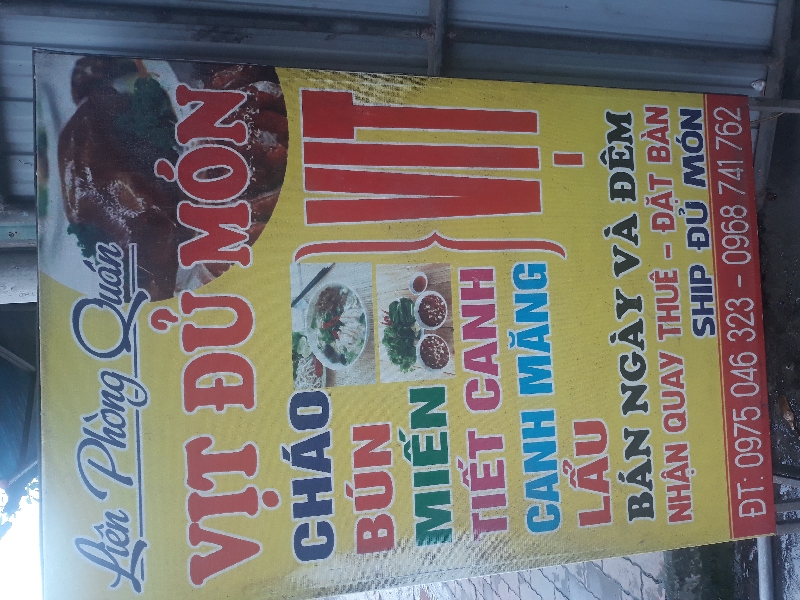 Liên Phòng Quán
VỊT ĐỦ MÓN
CHÁO
BÚN
MIẾN
TIẾT CANH
CANH MĂNG
LẨU
VỊT
BÁN NGÀY VÀ ĐÊM
NHẬN QUAY THUÊ - ĐẶT BÀN
SHIP ĐỦ MÓN
ĐT: 0975 046 323 - 0968 741 762